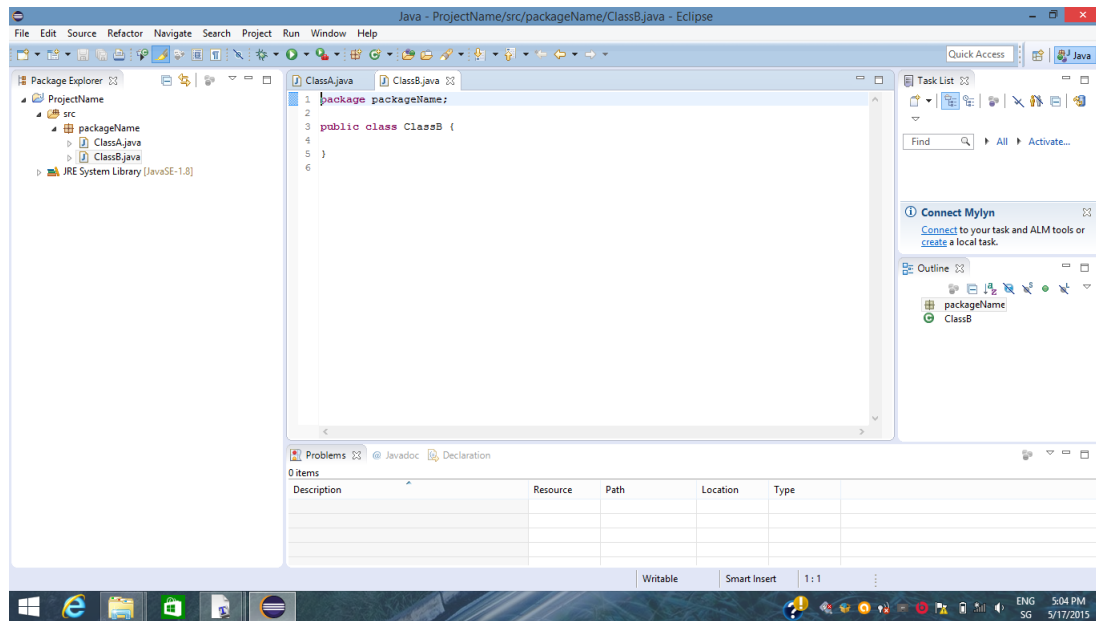 Java - ProjectName/src/packageName/ClassB.java - Eclipse
File Edit Source Refactor Navigate Search Project Run Window Help
Quick Access
Java
Package Explorer
ProjectName
src
packageName
ClassA.java
ClassB.java
JRE System Library [JavaSE-1.8]
ClassA.java ClassB.java
1 package packageName;
2
3 public class ClassB {
4
5 }
6
Task List
Find All Activate...
Connect Mylyn
Connect to your task and ALM tools or
create a local task.
Outline
packageName
ClassB
Problems @ Javadoc Declaration
0 items
Description Resource Path Location Type
Writable Smart Insert 1 : 1
ENG 5:04 PM
SG 5/17/2015